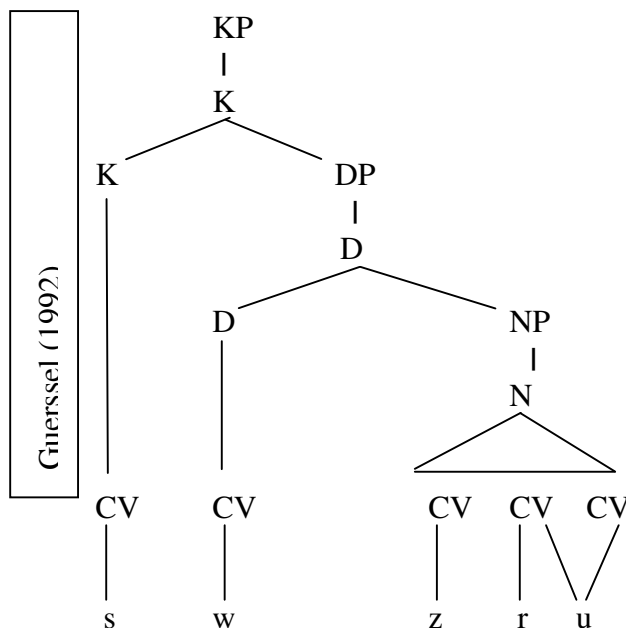 KP
K
K DP
D
D NP
N
Guerssel (1992)
CV CV CV CV CV
s w z r u